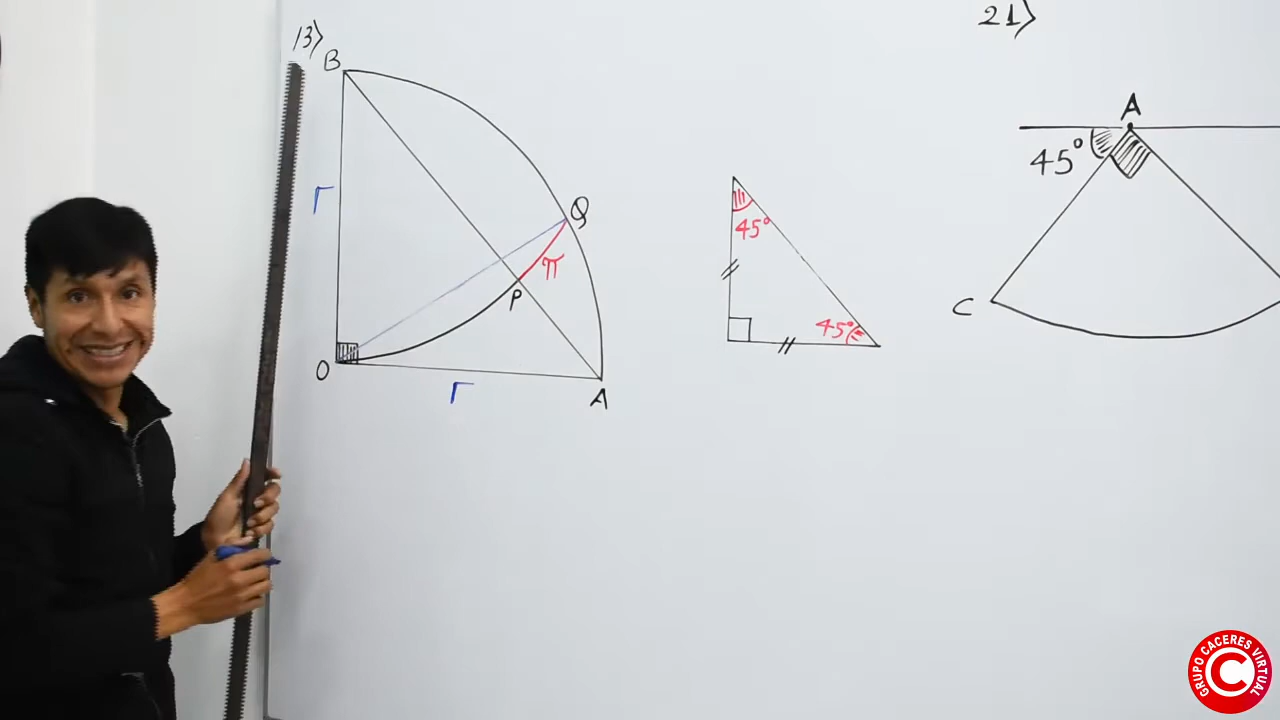 13)
B
r
Q
π
P
O
r
A
45°
45°
21)
A
45°
C
GRUPO CACERES VIRTUAL
C